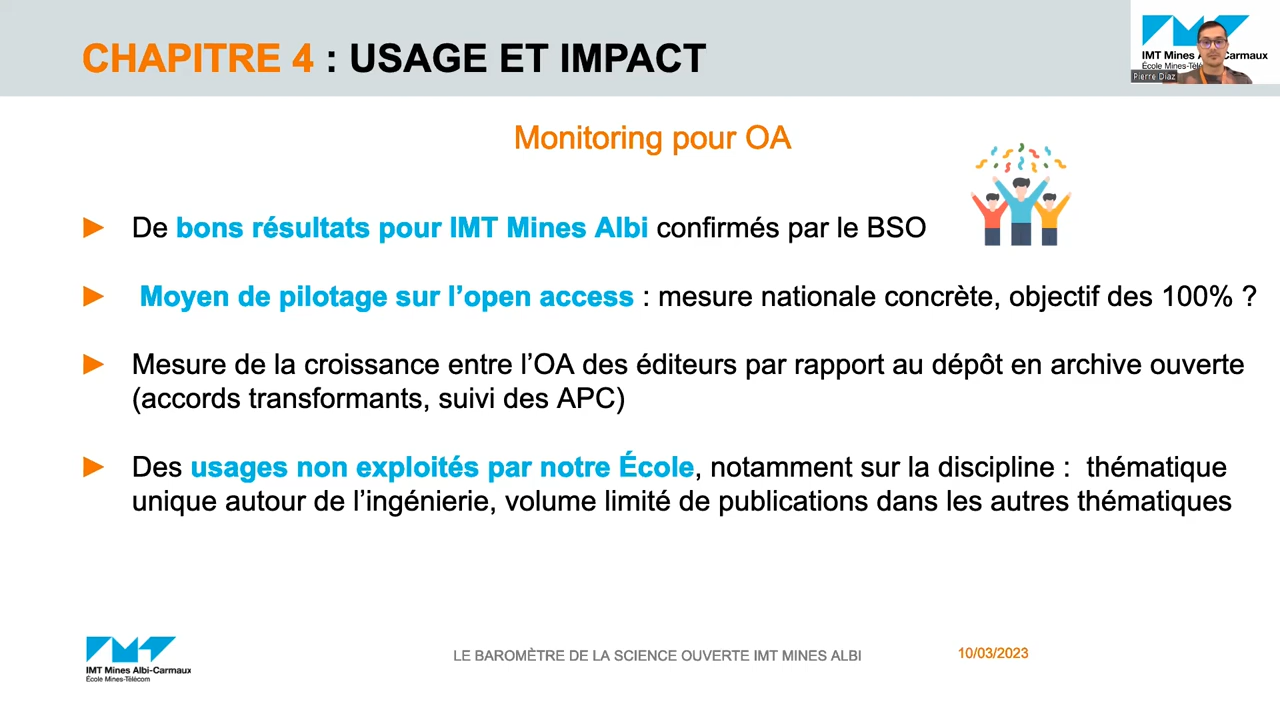 CHAPITRE 4 : USAGE ET IMPACT
IMT Mines Albi-Carmaux
École Mines-Télécom
Pierre Diaz
Monitoring pour OA
De bons résultats pour IMT Mines Albi confirmés par le BSO
Moyen de pilotage sur l’open access : mesure nationale concrète, objectif des 100% ?
Mesure de la croissance entre l’OA des éditeurs par rapport au dépôt en archive ouverte
(accords transformants, suivi des APC)
Des usages non exploités par notre École, notamment sur la discipline : thématique
unique autour de l’ingénierie, volume limité de publications dans les autres thématiques
IMT Mines Albi-Carmaux
École Mines-Télécom
LE BAROMÈTRE DE LA SCIENCE OUVERTE IMT MINES ALBI
10/03/2023